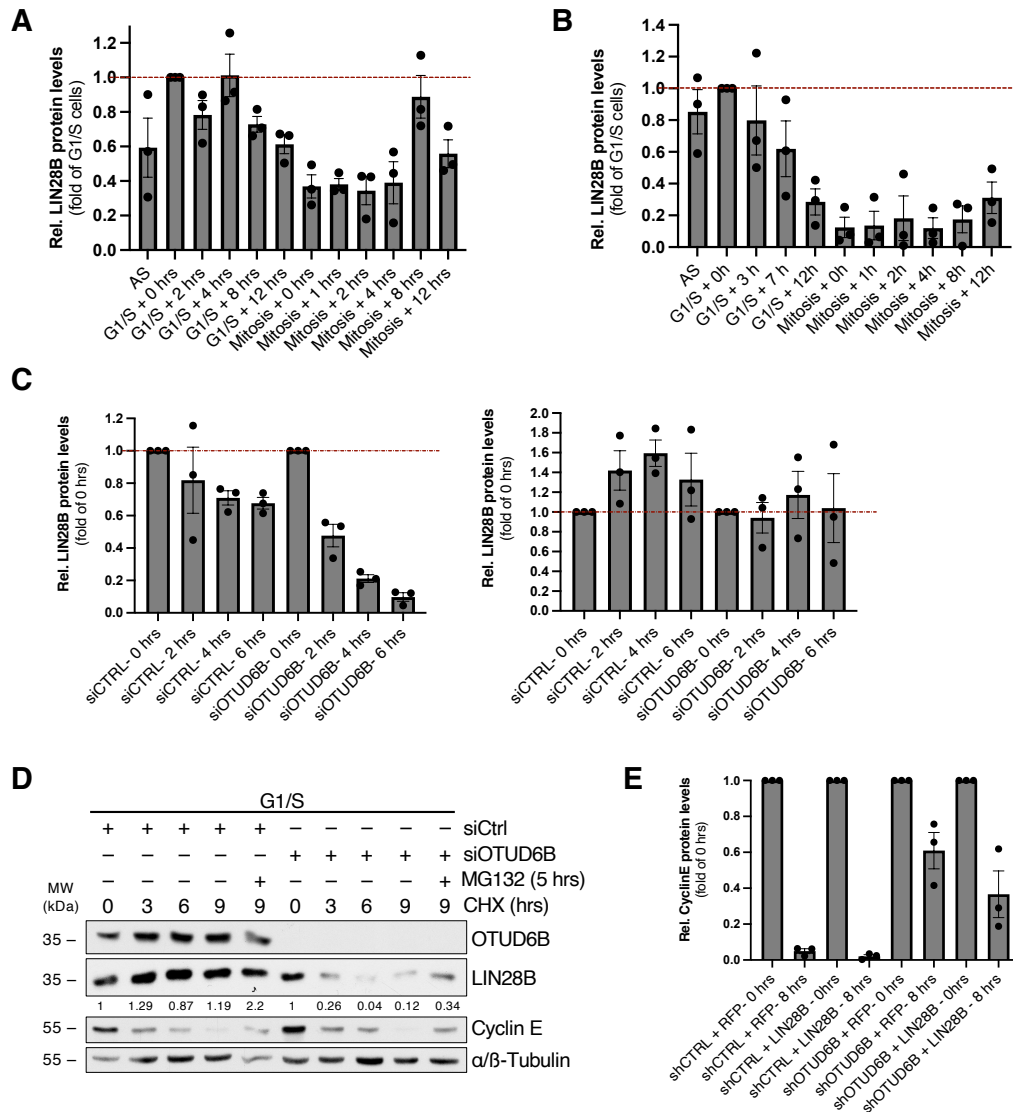 A
Rel. LIN28B protein levels
(fold of G1/S cells)
1.2
1.0
0.8
0.6
0.4
0.2
0.0
AS
G1/S + 0 hrs
G1/S + 2 hrs
G1/S + 4 hrs
G1/S + 8 hrs
G1/S + 12 hrs
Mitosis + 0 hrs
Mitosis + 1 hrs
Mitosis + 2 hrs
Mitosis + 4 hrs
Mitosis + 8 hrs
Mitosis + 12 hrs
B
Rel. LIN28B protein levels
(fold of G1/S cells)
1.4
1.2
1.0
0.8
0.6
0.4
0.2
0.0
AS
G1/S + 0h
G1/S + 3 h
G1/S + 7 h
G1/S + 12h
Mitosis + 0h
Mitosis + 1h
Mitosis + 2h
Mitosis + 4h
Mitosis + 8h
Mitosis + 12h
C
Rel. LIN28B protein levels
(fold of 0 hrs)
1.2
1.0
0.8
0.6
0.4
0.2
0.0
siCTRL- 0 hrs
siCTRL- 2 hrs
siCTRL- 4 hrs
siCTRL- 6 hrs
siOTUD6B- 0 hrs
siOTUD6B- 2 hrs
siOTUD6B- 4 hrs
siOTUD6B- 6 hrs
Rel. LIN28B protein levels
(fold of 0 hrs)
2.0
1.8
1.6
1.4
1.2
1.0
0.8
0.6
0.4
0.2
0.0
siCTRL- 0 hrs
siCTRL- 2 hrs
siCTRL- 4 hrs
siCTRL- 6 hrs
siOTUD6B- 0 hrs
siOTUD6B- 2 hrs
siOTUD6B- 4 hrs
siOTUD6B- 6 hrs
D
G1/S
+ + + + + – – – – – siCtrl
– – – – – + + + + + siOTUD6B
– – – – + – – – – + MG132 (5 hrs)
MW
(kDa)
0 3 6 9 9 0 3 6 9 9 CHX (hrs)
35 – OTUD6B
35 – LIN28B
1 1.29 0.87 1.19 2.2 1 0.26 0.04 0.12 0.34
55 – Cyclin E
55 – α/ß-Tubulin
E
Rel. CyclinE protein levels
(fold of 0 hrs)
1.0
0.8
0.6
0.4
0.2
0.0
shCTRL + RFP- 0 hrs
shCTRL + RFP- 8 hrs
shCTRL + LIN28B - 0hrs
shCTRL + LIN28B - 8 hrs
shOTUD6B + RFP - 0 hrs
shOTUD6B + RFP - 8 hrs
shOTUD6B + LIN28B - 0 hrs
shOTUD6B + LIN28B - 8 hrs